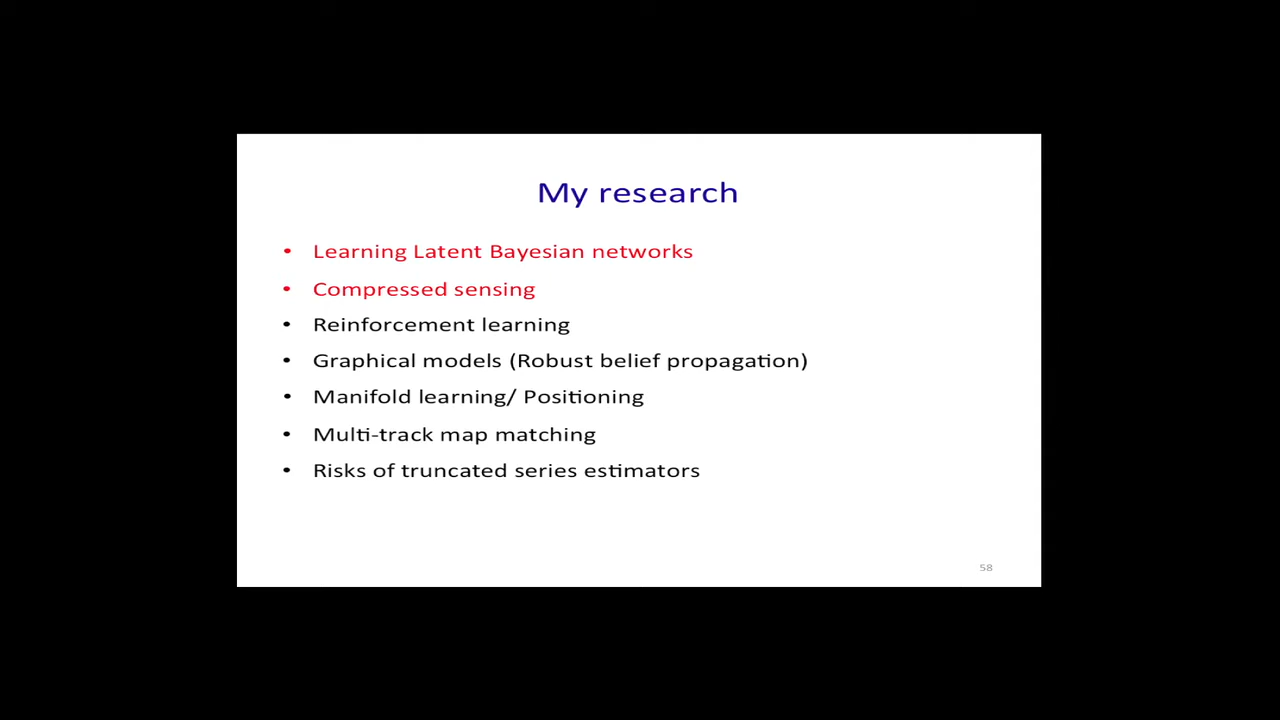 My research
• Learning Latent Bayesian networks
• Compressed sensing
• Reinforcement learning
• Graphical models (Robust belief propagation)
• Manifold learning/ Positioning
• Multi-track map matching
• Risks of truncated series estimators
58